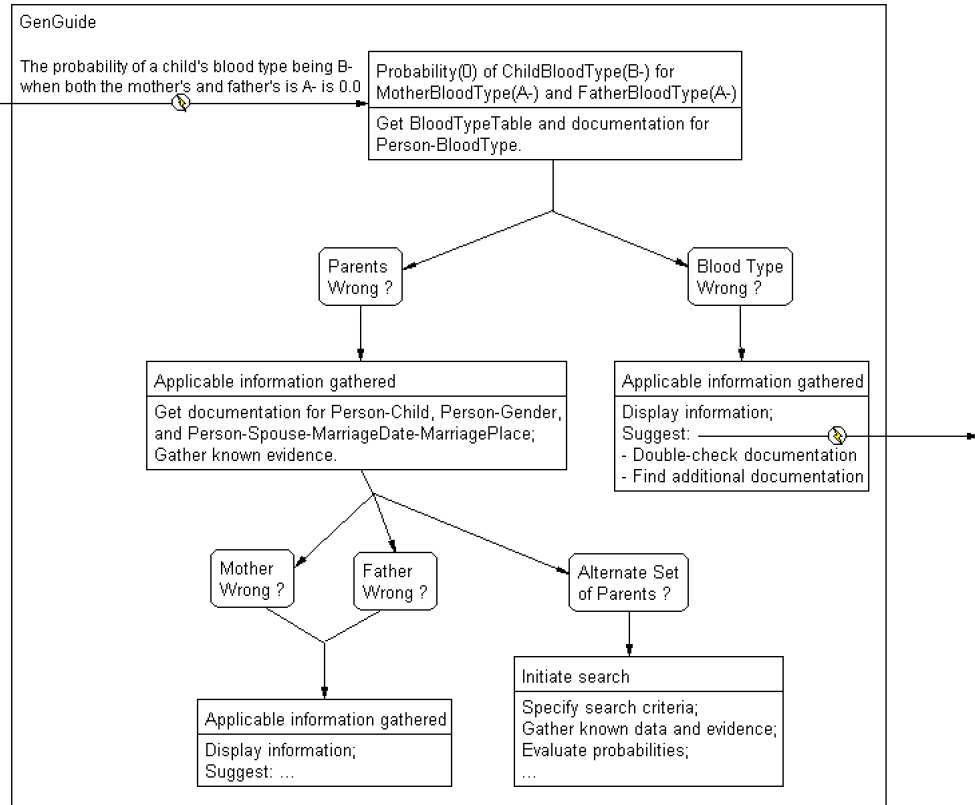 GenGuide
The probability of a child's blood type being B-
when both the mother's and father's is A- is 0.0
Probability(0) of ChildBloodType(B-) for
MotherBloodType(A-) and FatherBloodType(A-)
Get BloodTypeTable and documentation for
Person-BloodType.
Parents
Wrong ?
Blood Type
Wrong ?
Applicable information gathered
Get documentation for Person-Child, Person-Gender,
and Person-Spouse-MarriageDate-MarriagePlace;
Gather known evidence.
Applicable information gathered
Display information;
Suggest:
- Double-check documentation
- Find additional documentation
Mother
Wrong ?
Father
Wrong ?
Alternate Set
of Parents ?
Applicable information gathered
Display information;
Suggest: ...
Initiate search
Specify search criteria;
Gather known data and evidence;
Evaluate probabilities;
...